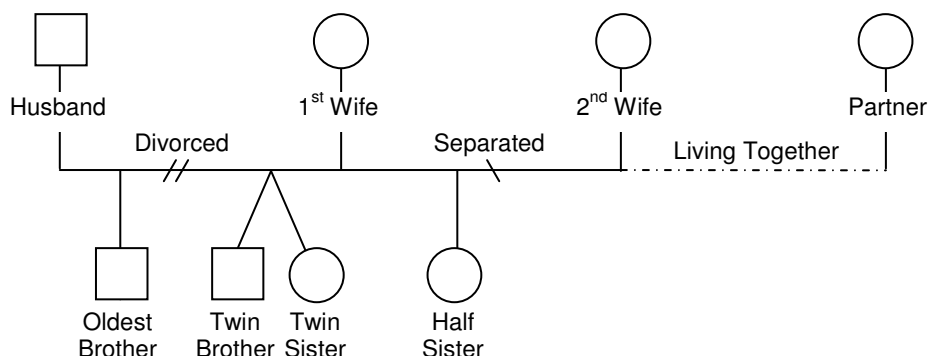 Husband
1st Wife
2nd Wife
Partner
Divorced
Separated
Living Together
Oldest
Brother
Twin
Brother
Twin
Sister
Half
Sister